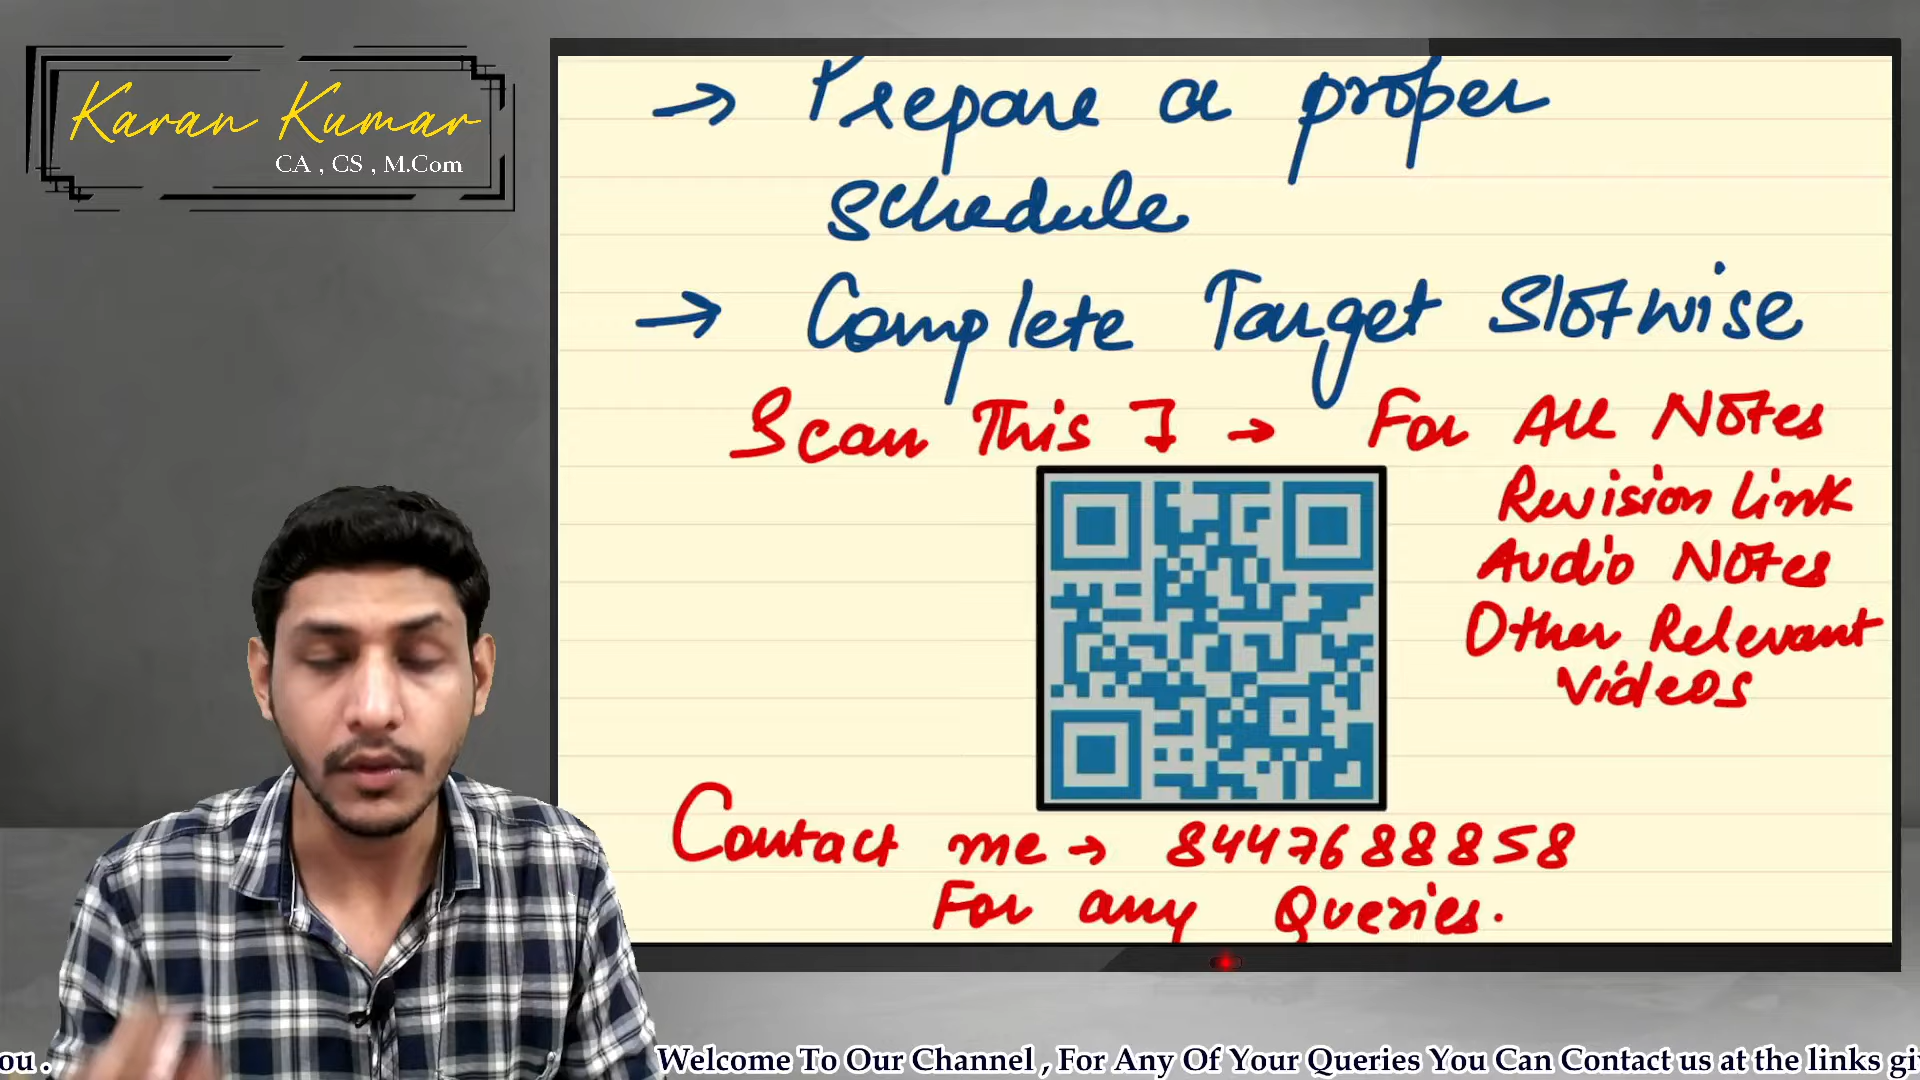 Karan Kumar
CA , CS , M.Com
→ Prepare a proper
schedule
→ Complete Target Slotwise
Scan This → For All Notes
Revision Link
Audio Notes
Other Relevant
Videos
Contact me → 8447688858
For any Queries.
ou . Welcome To Our Channel , For Any Of Your Queries You Can Contact us at the links gi